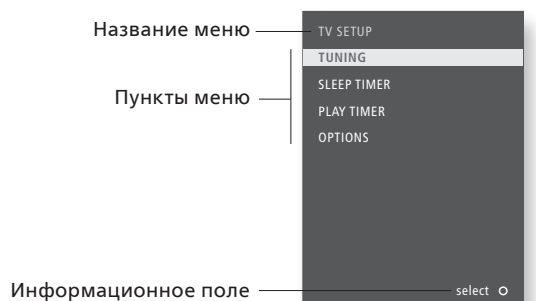 Название меню
TV SETUP
TUNING
SLEEP TIMER
Пункты меню
PLAY TIMER
OPTIONS
Информационное поле
select